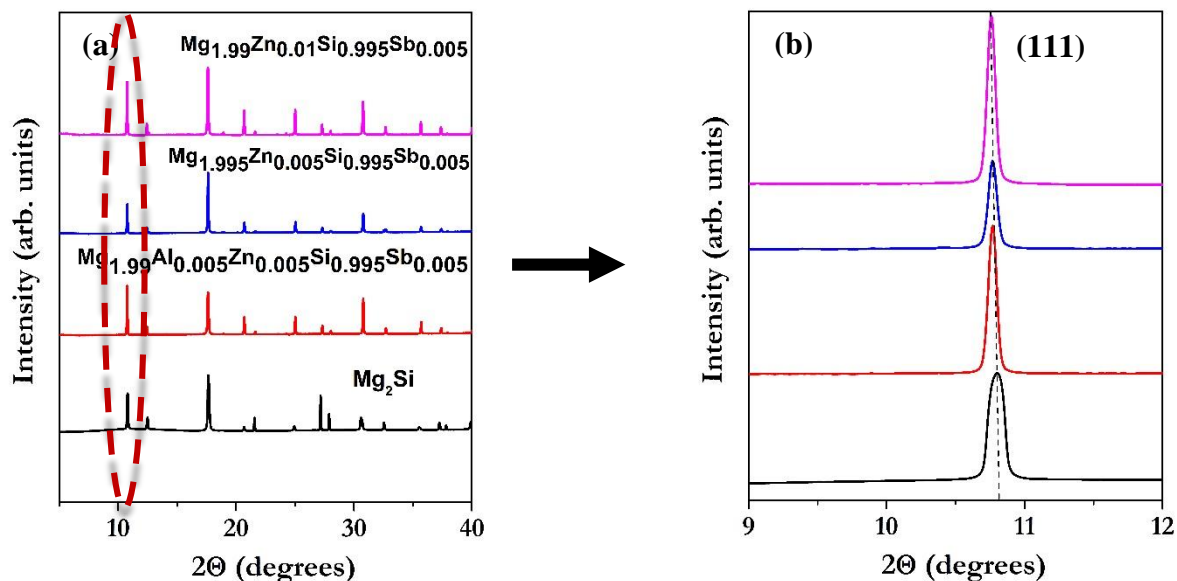 (a)
Mg1.99Zn0.01Si0.995Sb0.005
Mg1.995Zn0.005Si0.995Sb0.005
Mg1.99Al0.005Zn0.005Si0.995Sb0.005
Mg2Si
Intensity (arb. units)
10 20 30 40
2Θ (degrees)
(b) (111)
Intensity (arb. units)
9 10 11 12
2Θ (degrees)